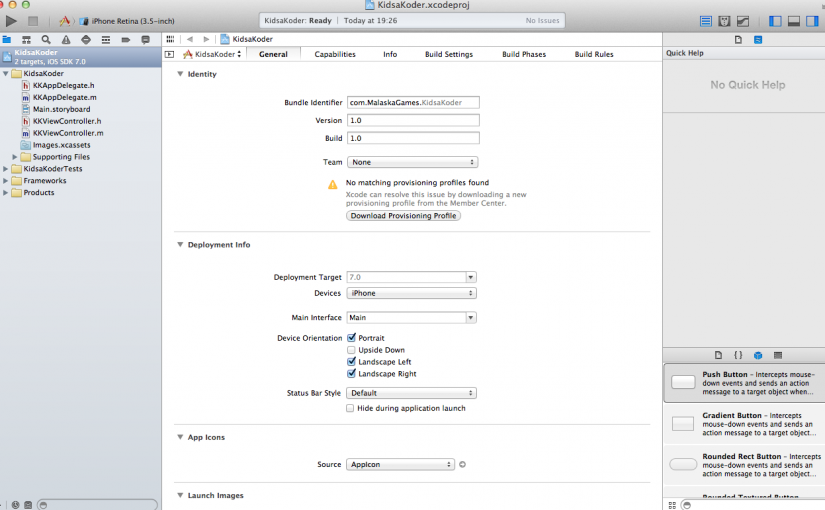 KidsaKoder.xcodeproj
iPhone Retina (3.5-inch)
KidsaKoder: Ready | Today at 19:26
No Issues
KidsaKoder
KidsaKoder
2 targets, iOS SDK 7.0
KidsaKoder
General
Capabilities
Info
Build Settings
Build Phases
Build Rules
Quick Help
No Quick Help
KidsaKoder
KKAppDelegate.h
KKAppDelegate.m
Main.storyboard
KKViewController.h
KKViewController.m
Images.xcassets
Supporting Files
KidsaKoderTests
Frameworks
Products
Identity
Bundle Identifier com.MalaskaGames.KidsaKoder
Version 1.0
Build 1.0
Team None
No matching provisioning profiles found
Xcode can resolve this issue by downloading a new
provisioning profile from the Member Center.
Download Provisioning Profile
Deployment Info
Deployment Target 7.0
Devices iPhone
Main Interface Main
Device Orientation Portrait
Upside Down
Landscape Left
Landscape Right
Status Bar Style Default
Hide during application launch
App Icons
Source AppIcon
Launch Images
Push Button - Intercepts mouse-
down events and sends an action
message to a target object when...
Gradient Button - Intercepts
mouse-down events and sends an
action message to a target object...
Rounded Rect Button - Intercepts
mouse-down events and sends an
action message to a target object...
Rounded Textured Button